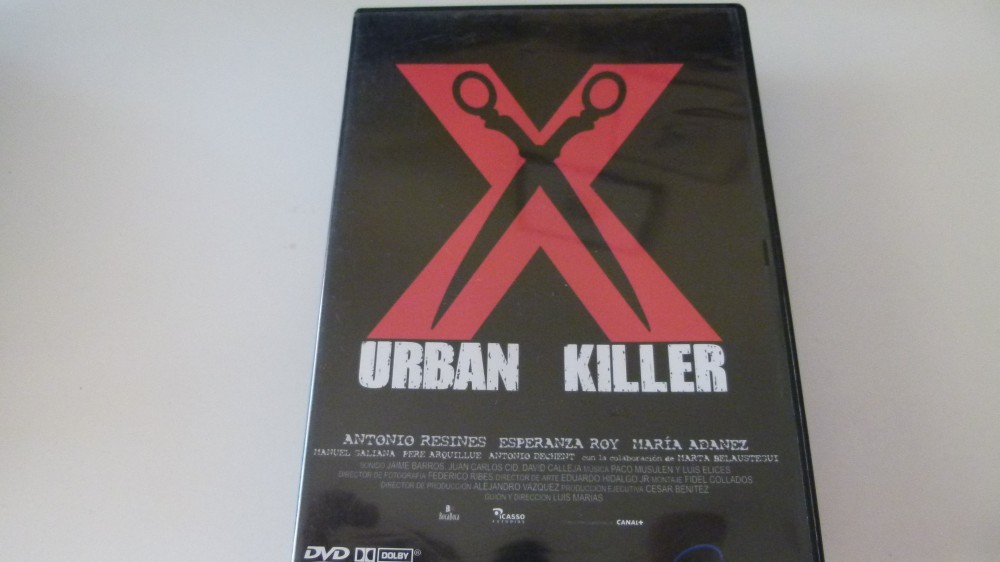 X
URBAN KILLER
ANTONIO RESINES ESPERANZA ROY MARÍA ADANEZ
MANUEL GALIANA PERE ARQUILLUE ANTONIO DECHENT con la colaboración de MARTA BELAUSTEGUI
SONIDO JAIME BARROS, JUAN CARLOS CID, DAVID CALLEJA MÚSICA PACO MUSULEN Y LUIS ELICES
DIRECTOR DE FOTOGRAFÍA FEDERICO RIBES DIRECTOR DE ARTE EDUARDO HIDALGO JR MONTAJE FIDEL COLLADOS
DIRECTOR DE PRODUCCIÓN ALEJANDRO VAZQUEZ PRODUCCIÓN EJECUTIVA CESAR BENITEZ
GUIÓN Y DIRECCIÓN LUIS MARIAS
PICASSO ESTUDIOS CANAL+
DVD DOLBY